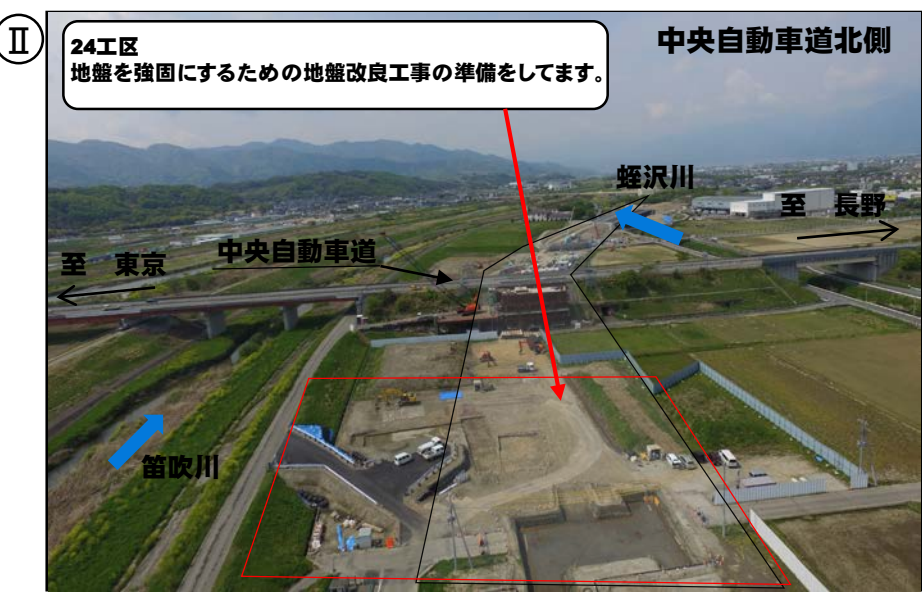 Ⅱ
24工区
地盤を強固にするための地盤改良工事の準備をしてます。
中央自動車道北側
蛭沢川
至 長野
中央自動車道
至 東京
笛吹川